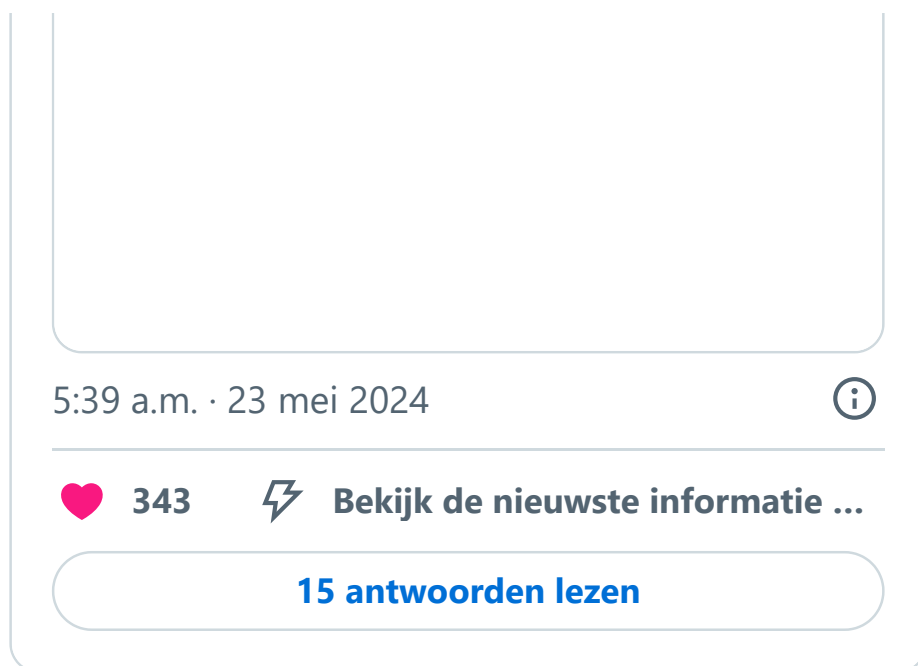 5:39 a.m. · 23 mei 2024
343 Bekijk de nieuwste informatie ...
15 antwoorden lezen